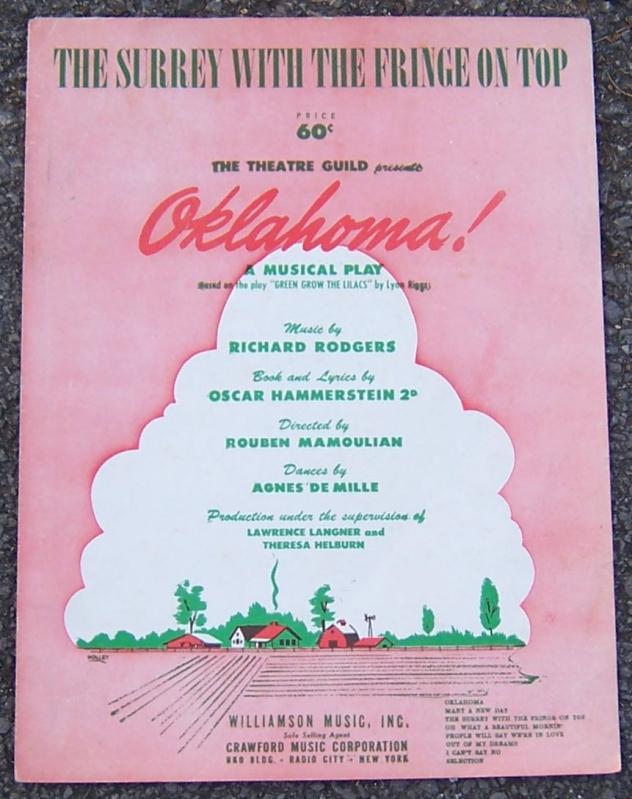 THE SURREY WITH THE FRINGE ON TOP
PRICE
60¢
THE THEATRE GUILD presents
Oklahoma!
A MUSICAL PLAY
Based on the play "GREEN GROW THE LILACS" by Lynn Riggs
Music by
RICHARD RODGERS
Book and Lyrics by
OSCAR HAMMERSTEIN 2D
Directed by
ROUBEN MAMOULIAN
Dances by
AGNES DE MILLE
Production under the supervision of
LAWRENCE LANGNER and
THERESA HELBURN
HOLLEY
WILLIAMSON MUSIC, INC.
Sole Selling Agent
CRAWFORD MUSIC CORPORATION
RKO BLDG. - RADIO CITY - NEW YORK
OKLAHOMA
MANY A NEW DAY
THE SURREY WITH THE FRINGE ON TOP
OH WHAT A BEAUTIFUL MORNIN'
PEOPLE WILL SAY WE'RE IN LOVE
OUT OF MY DREAMS
I CAN'T SAY NO
SELECTION